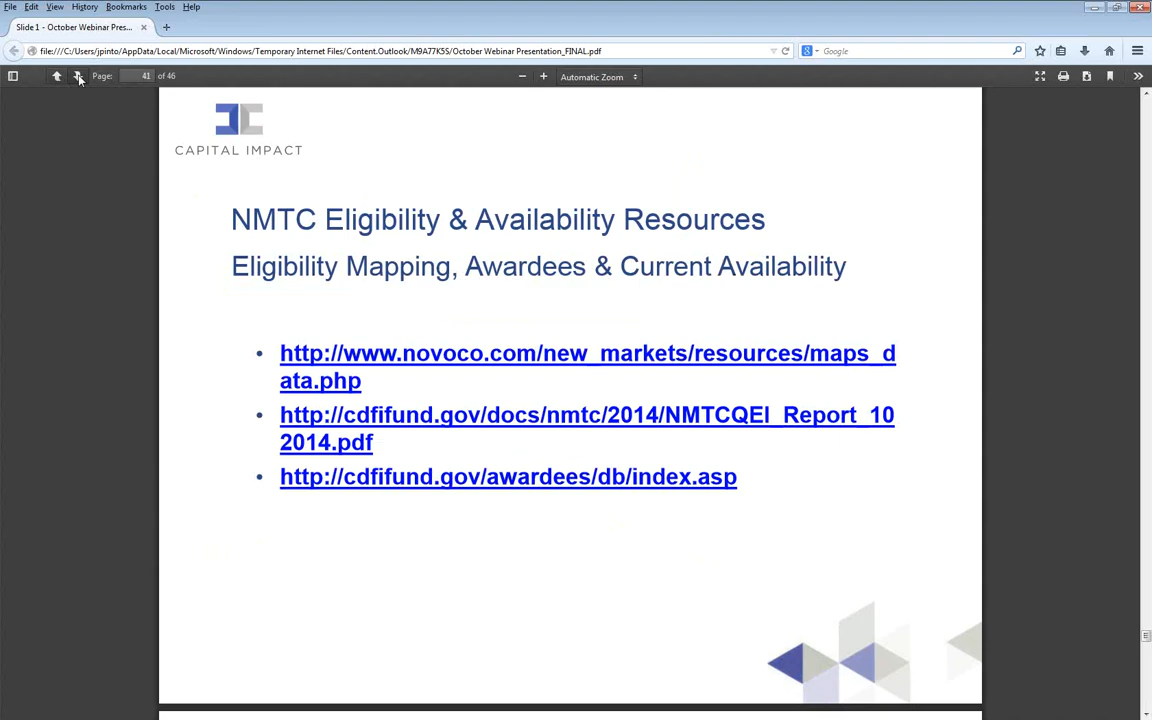 File Edit View History Bookmarks Tools Help
Slide 1 - October Webinar Pres...
file:///C:/Users/jpinto/AppData/Local/Microsoft/Windows/Temporary Internet Files/Content.Outlook/M9A77K5S/October Webinar Presentation_FINAL.pdf
Google
Page: 41 of 46
Automatic Zoom
CAPITAL IMPACT
NMTC Eligibility & Availability Resources
Eligibility Mapping, Awardees & Current Availability
• http://www.novoco.com/new_markets/resources/maps_d
ata.php
• http://cdfifund.gov/docs/nmtc/2014/NMTCQEI_Report_10
2014.pdf
• http://cdfifund.gov/awardees/db/index.asp